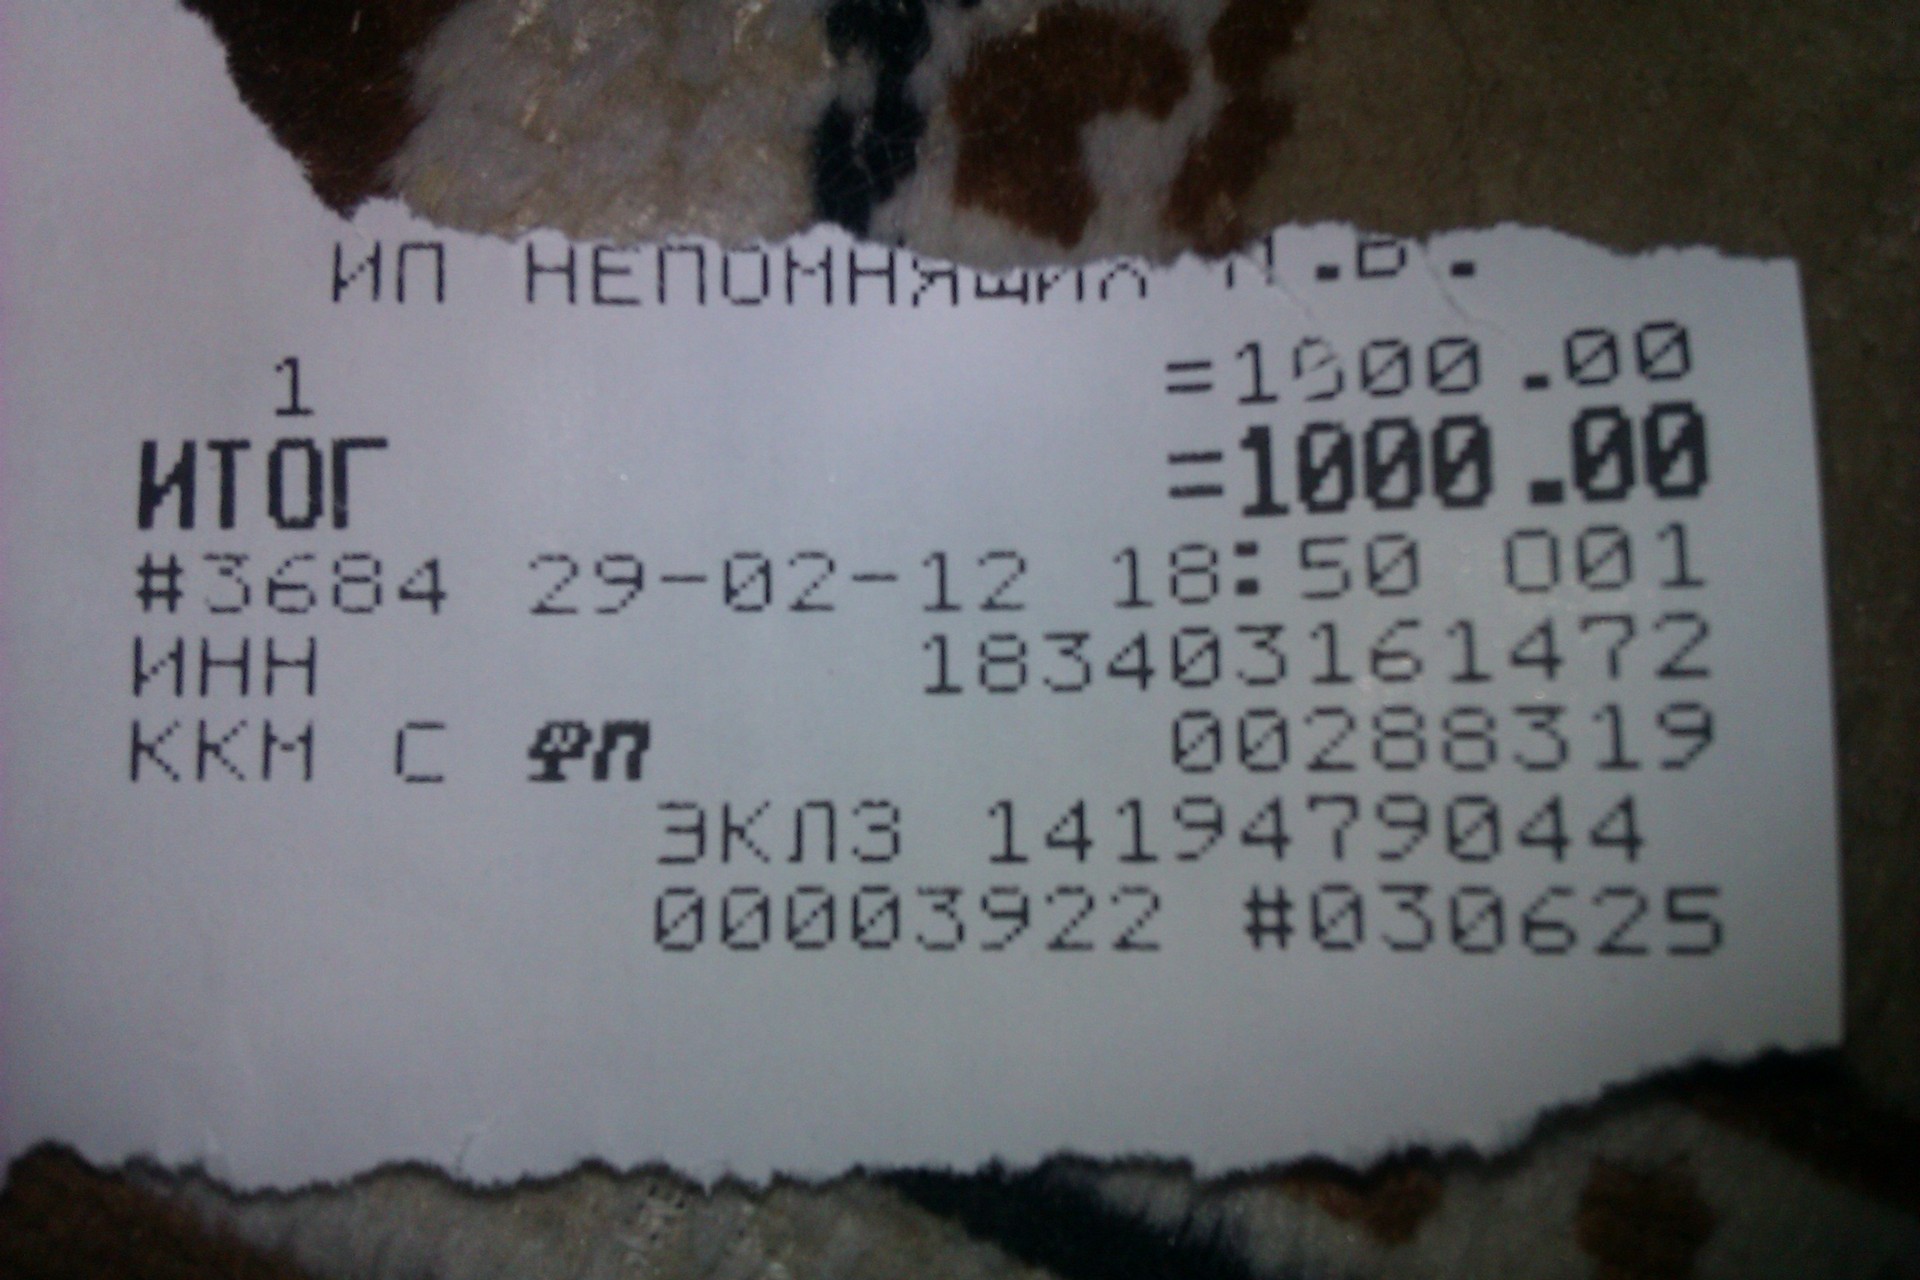 ИП НЕПОМНЯЩИХ .В.
1 =1000.00
ИТОГ =1000.00
#3684 29-02-12 18:50 001
ИНН 183403161472
ККМ С ФП 00288319
ЭКЛЗ 1419479044
00003922 #030625